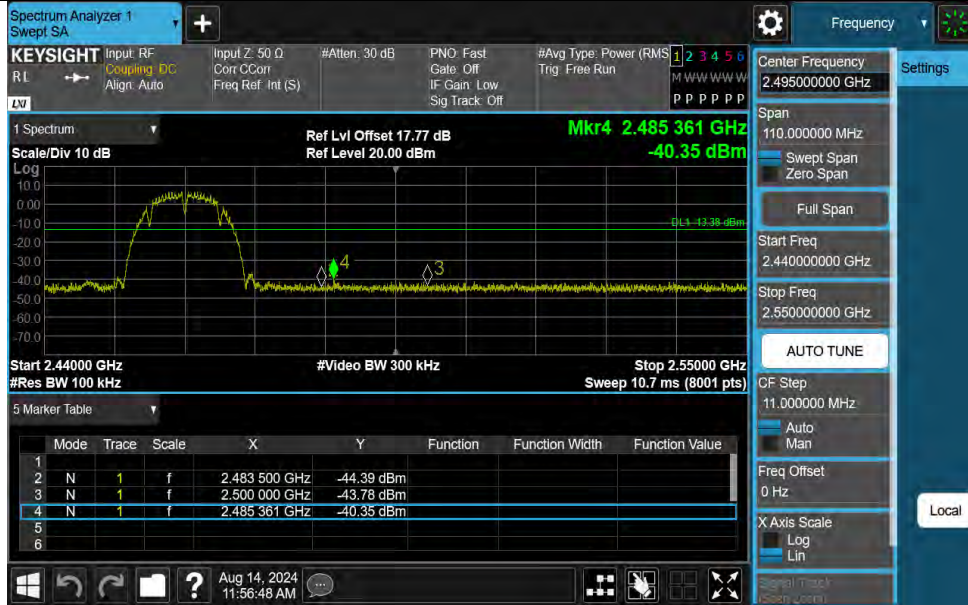 Spectrum Analyzer 1
Swept SA
Frequency
KEYSIGHT
RL
LXI
Input: RF
Coupling: DC
Align: Auto
Input Z: 50 Ω
Corr CCorr
Freq Ref: Int (S)
#Atten: 30 dB
PNO: Fast
Gate: Off
IF Gain: Low
Sig Track: Off
#Avg Type: Power (RMS
Trig: Free Run
1 2 3 4 5 6
M W W W W W
P P P P P P
Center Frequency
2.495000000 GHz
Settings
Span
110.000000 MHz
Swept Span
Zero Span
Full Span
Start Freq
2.440000000 GHz
Stop Freq
2.550000000 GHz
AUTO TUNE
CF Step
11.000000 MHz
Auto
Man
Freq Offset
0 Hz
X Axis Scale
Log
Lin
Signal Track
(Span Zoom)
Local
1 Spectrum
Scale/Div 10 dB
Ref Lvl Offset 17.77 dB
Ref Level 20.00 dBm
Mkr4 2.485 361 GHz
-40.35 dBm
Log
10.0
0.00
-10.0
-20.0
-30.0
-40.0
-50.0
-60.0
-70.0
DL1 -13.38 dBm
4
3
Start 2.44000 GHz
#Video BW 300 kHz
Stop 2.55000 GHz
#Res BW 100 kHz
Sweep 10.7 ms (8001 pts)
5 Marker Table
Mode Trace Scale X Y Function Function Width Function Value
1
2 N 1 f 2.483 500 GHz -44.39 dBm
3 N 1 f 2.500 000 GHz -43.78 dBm
4 N 1 f 2.485 361 GHz -40.35 dBm
5
6
?
Aug 14, 2024
11:56:48 AM